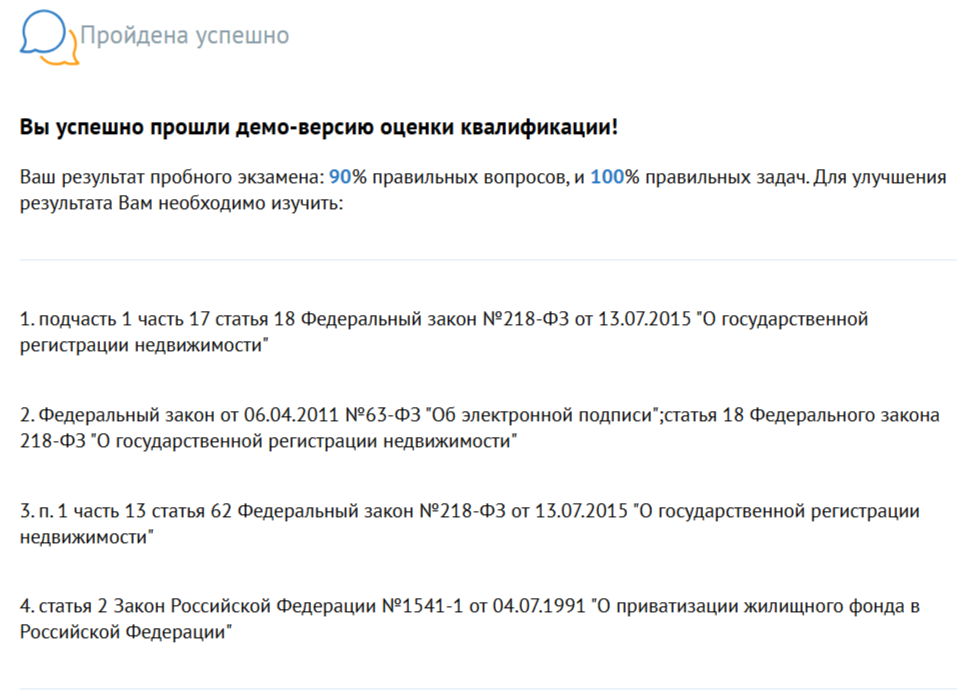 Пройдена успешно
Вы успешно прошли демо-версию оценки квалификации!
Ваш результат пробного экзамена: 90% правильных вопросов, и 100% правильных задач. Для улучшения
результата Вам необходимо изучить:
1. подчасть 1 часть 17 статья 18 Федеральный закон №218-ФЗ от 13.07.2015 "О государственной
регистрации недвижимости"
2. Федеральный закон от 06.04.2011 №63-ФЗ "Об электронной подписи";статья 18 Федерального закона
218-ФЗ "О государственной регистрации недвижимости"
3. п. 1 часть 13 статья 62 Федеральный закон №218-ФЗ от 13.07.2015 "О государственной регистрации
недвижимости"
4. статья 2 Закон Российской Федерации №1541-1 от 04.07.1991 "О приватизации жилищного фонда в
Российской Федерации"